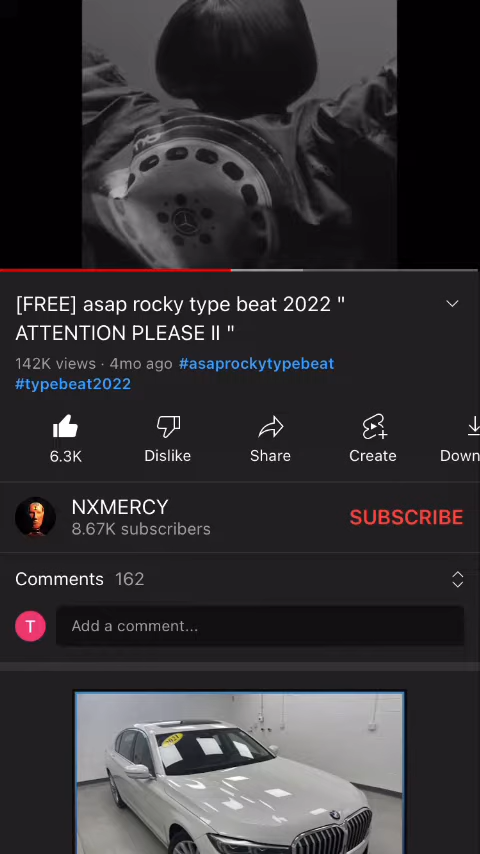 [FREE] asap rocky type beat 2022 "
ATTENTION PLEASE II "
142K views · 4mo ago #asaprockytypebeat
#typebeat2022
6.3K Dislike Share Create Down
NXMERCY
8.67K subscribers
SUBSCRIBE
Comments 162
T Add a comment...